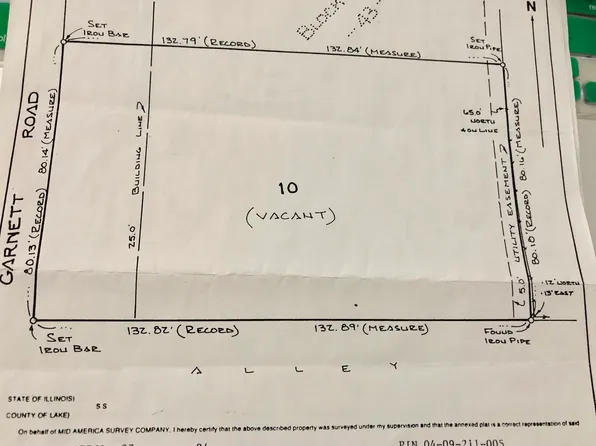 BLOCK
43
N
SET
IRON BAR
132.79' (RECORD)
132.84' (MEASURE)
SET
IRON PIPE
GARNETT ROAD
80.13' (RECORD) 80.14' (MEASURE)
25.0' BUILDING LINE
10
(VACANT)
NORTH
LINE
5.0' UTILITY EASEMENT
80.10' (RECORD) 80.16' (MEASURE)
.12' NORTH
.13' EAST
SET
IRON BAR
132.82' (RECORD)
132.89' (MEASURE)
FOUND
IRON PIPE
ALLEY
STATE OF ILLINOIS)
SS
COUNTY OF LAKE)
On behalf of MID AMERICA SURVEY COMPANY, I hereby certify that the above described property was surveyed under my supervision and that the annexed plat is a correct representation of said
PIN 04-09-211-005